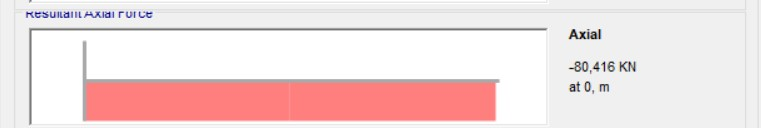 Resultant Axial Force
Axial
-80,416 KN
at 0, m